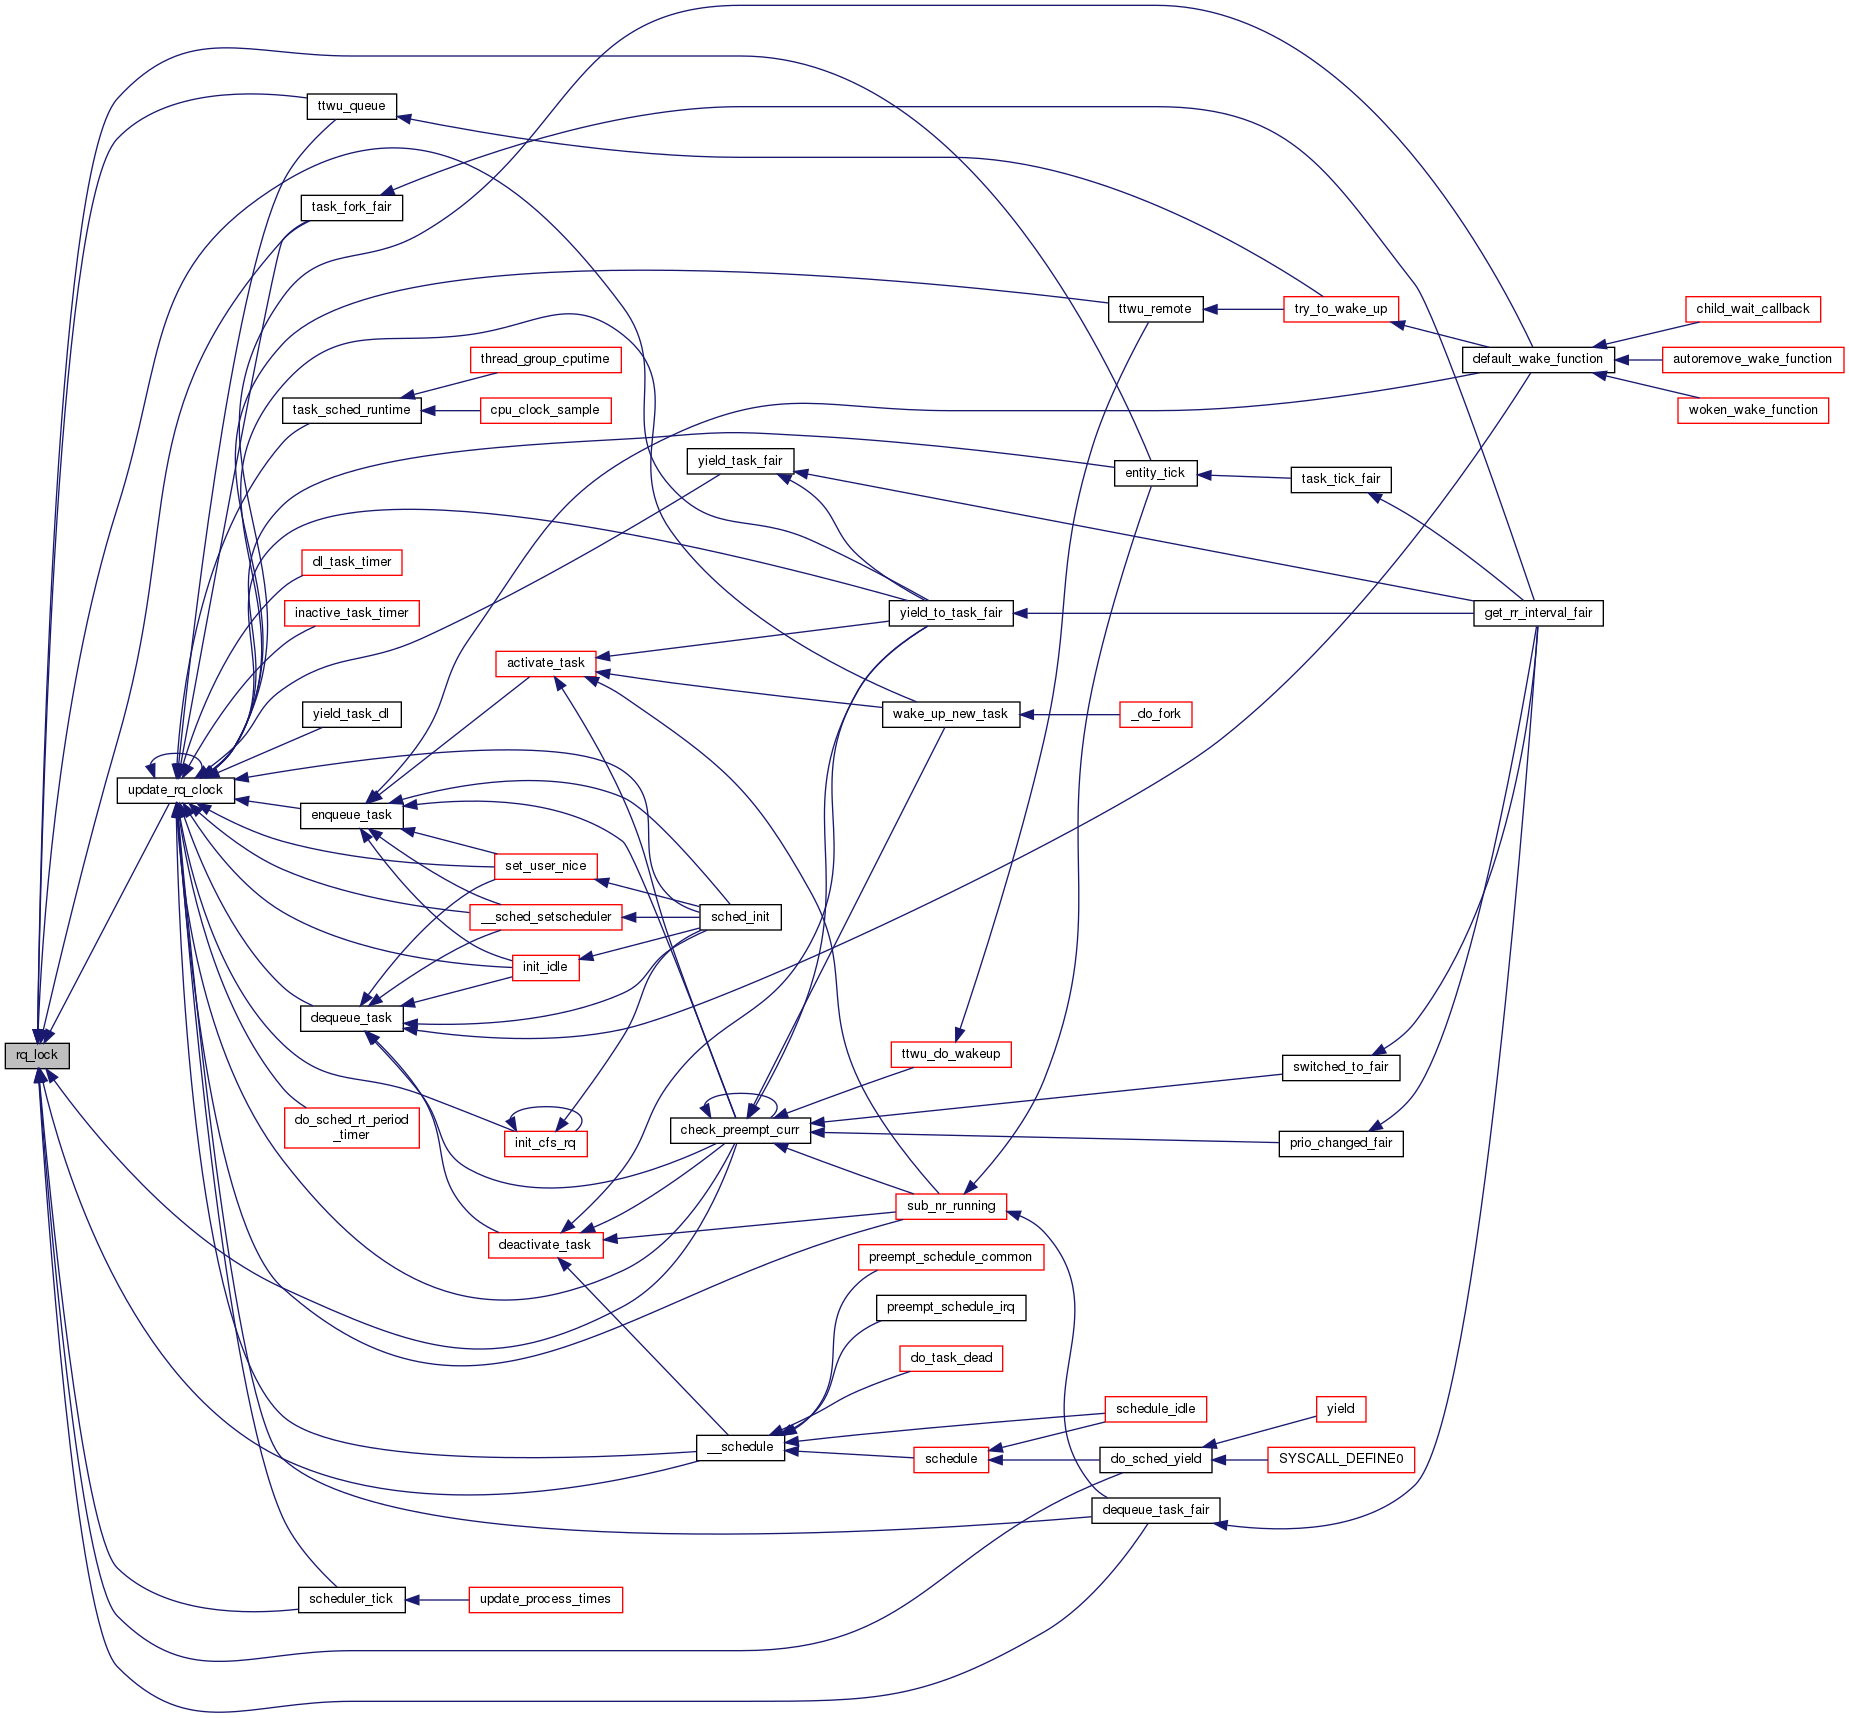 ttwu_queue
task_fork_fair
ttwu_remote
try_to_wake_up
child_wait_callback
thread_group_cputime
default_wake_function
autoremove_wake_function
task_sched_runtime
cpu_clock_sample
woken_wake_function
yield_task_fair
entity_tick
task_tick_fair
dl_task_timer
inactive_task_timer
yield_to_task_fair
get_rr_interval_fair
activate_task
yield_task_dl
wake_up_new_task
_do_fork
update_rq_clock
enqueue_task
set_user_nice
__sched_setscheduler
sched_init
init_idle
dequeue_task
rq_lock
ttwu_do_wakeup
switched_to_fair
do_sched_rt_period
_timer
init_cfs_rq
check_preempt_curr
prio_changed_fair
sub_nr_running
deactivate_task
preempt_schedule_common
preempt_schedule_irq
do_task_dead
schedule_idle
yield
__schedule
schedule
do_sched_yield
SYSCALL_DEFINE0
dequeue_task_fair
scheduler_tick
update_process_times